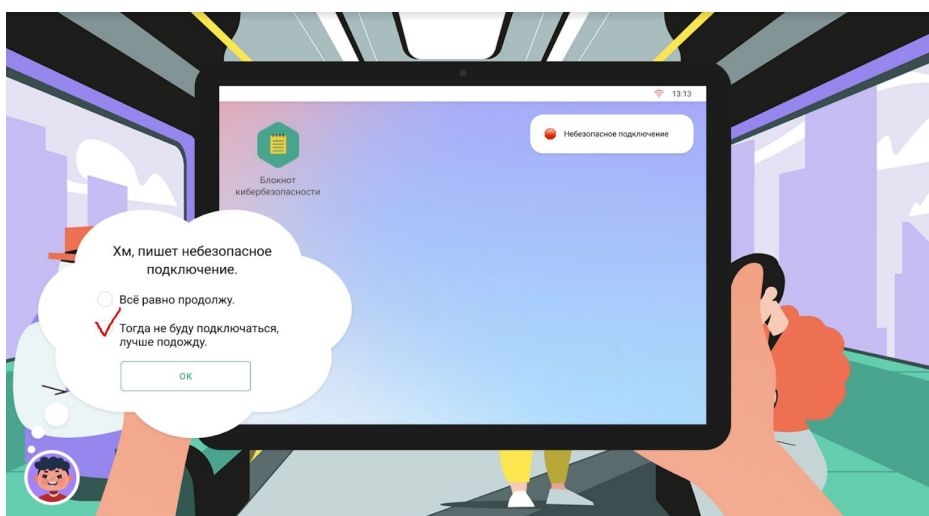 13:13
Небезопасное подключение
Блокнот
кибербезопасности
Хм, пишет небезопасное
подключение.
Всё равно продолжу.
Тогда не буду подключаться,
лучше подожду.
ОК